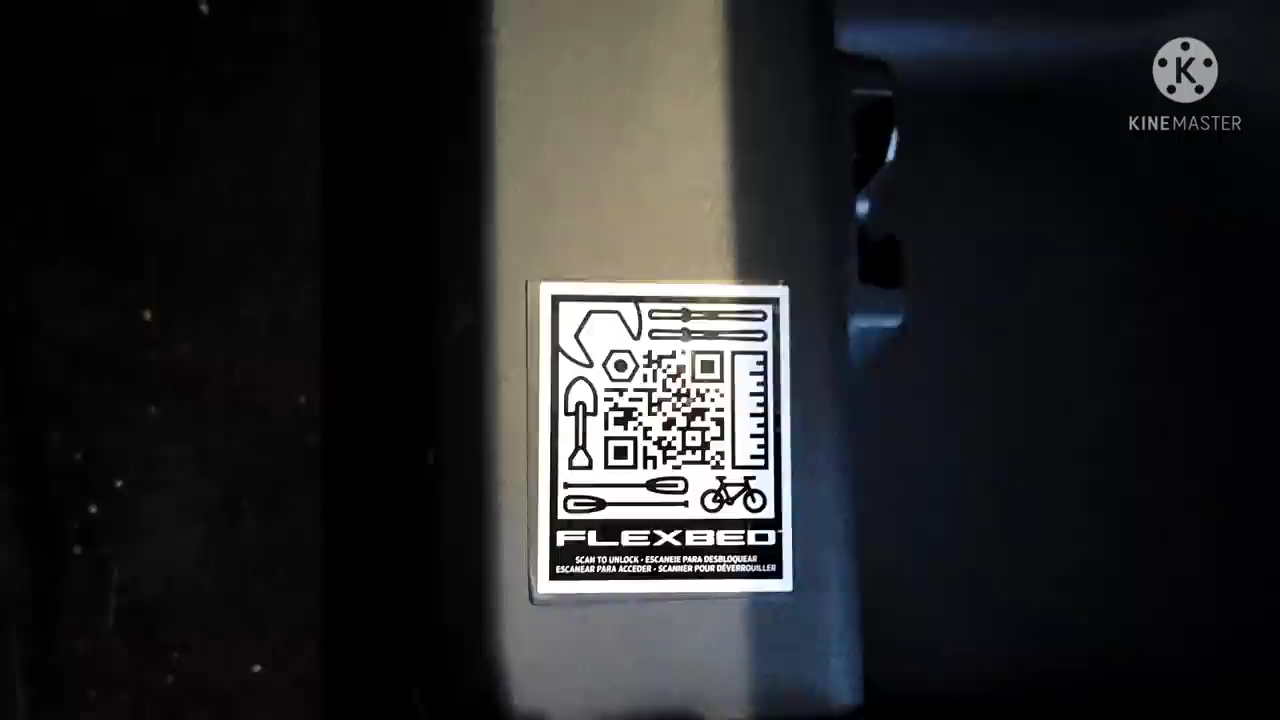 KINEMASTER
FLEXBED
SCAN TO UNLOCK • ESCANEIE PARA DESBLOQUEAR
ESCANEAR PARA ACCEDER • SCANNER POUR DÉVERROUILLER